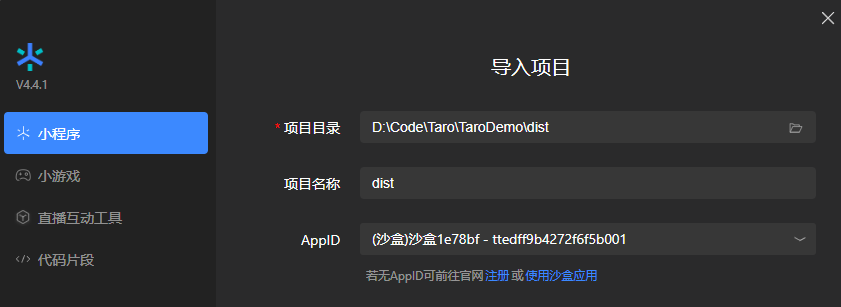 导入项目
V4.4.1
小程序
小游戏
直播互动工具
代码片段
* 项目目录 D:\Code\Taro\TaroDemo\dist
项目名称 dist
AppID (沙盒)沙盒1e78bf - ttedff9b4272f6f5b001
若无AppID可前往官网注册或使用沙盒应用